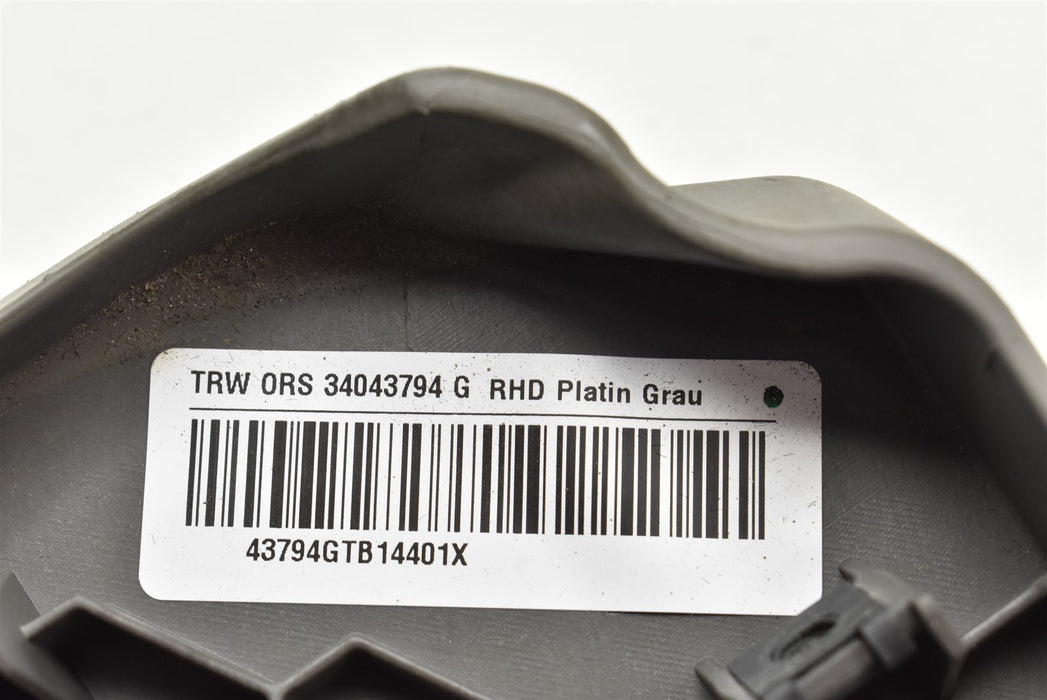 TRW ORS 34043794 G RHD Platin Grau
43794GTB14401X